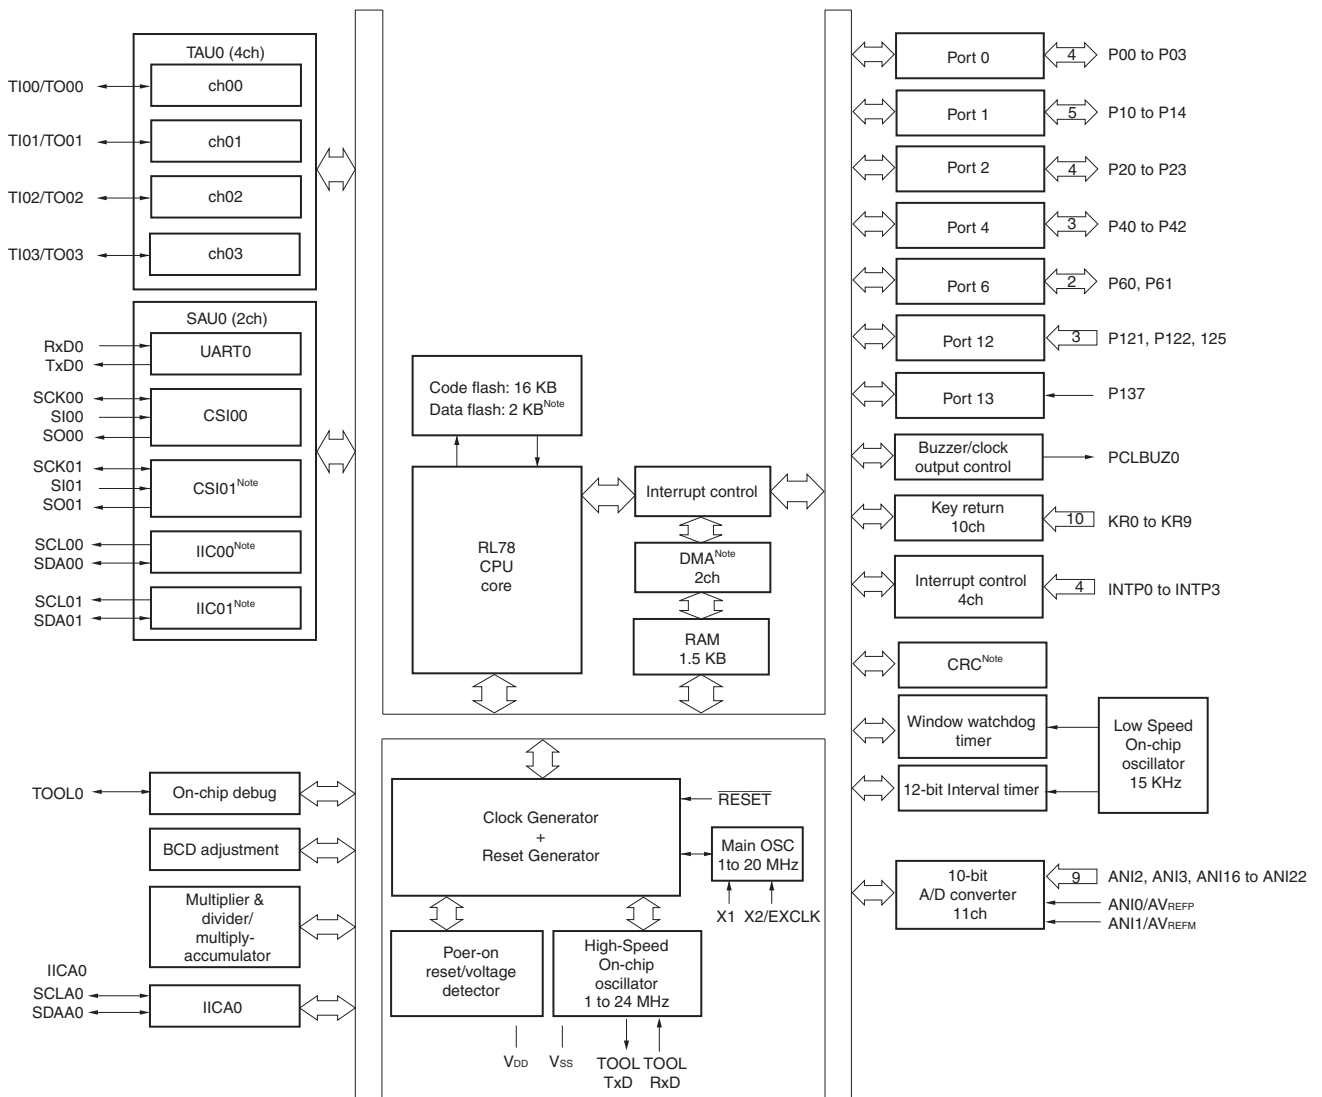 TAU0 (4ch)
TI00/TO00
ch00
TI01/TO01
ch01
TI02/TO02
ch02
TI03/TO03
ch03
SAU0 (2ch)
RxD0
TxD0
UART0
SCK00
SI00
SO00
CSI00
SCK01
SI01
SO01
CSI01Note
SCL00
SDA00
IIC00Note
SCL01
SDA01
IIC01Note
TOOL0
On-chip debug
BCD adjustment
Multiplier &
divider/
multiply-
accumulator
IICA0
SCLA0
SDAA0
IICA0
Code flash: 16 KB
Data flash: 2 KBNote
RL78
CPU
core
Interrupt control
DMANote
2ch
RAM
1.5 KB
Clock Generator
+
Reset Generator
RESET
Main OSC
1to 20 MHz
X1
X2/EXCLK
Poer-on
reset/voltage
detector
High-Speed
On-chip
oscillator
1 to 24 MHz
VDD
VSS
TOOL
TxD
TOOL
RxD
Port 0
4
P00 to P03
Port 1
5
P10 to P14
Port 2
4
P20 to P23
Port 4
3
P40 to P42
Port 6
2
P60, P61
Port 12
3
P121, P122, 125
Port 13
P137
Buzzer/clock
output control
PCLBUZ0
Key return
10ch
10
KR0 to KR9
Interrupt control
4ch
4
INTP0 to INTP3
CRCNote
Window watchdog
timer
12-bit Interval timer
Low Speed
On-chip
oscillator
15 KHz
10-bit
A/D converter
11ch
9
ANI2, ANI3, ANI16 to ANI22
ANI0/AVREFP
ANI1/AVREFM